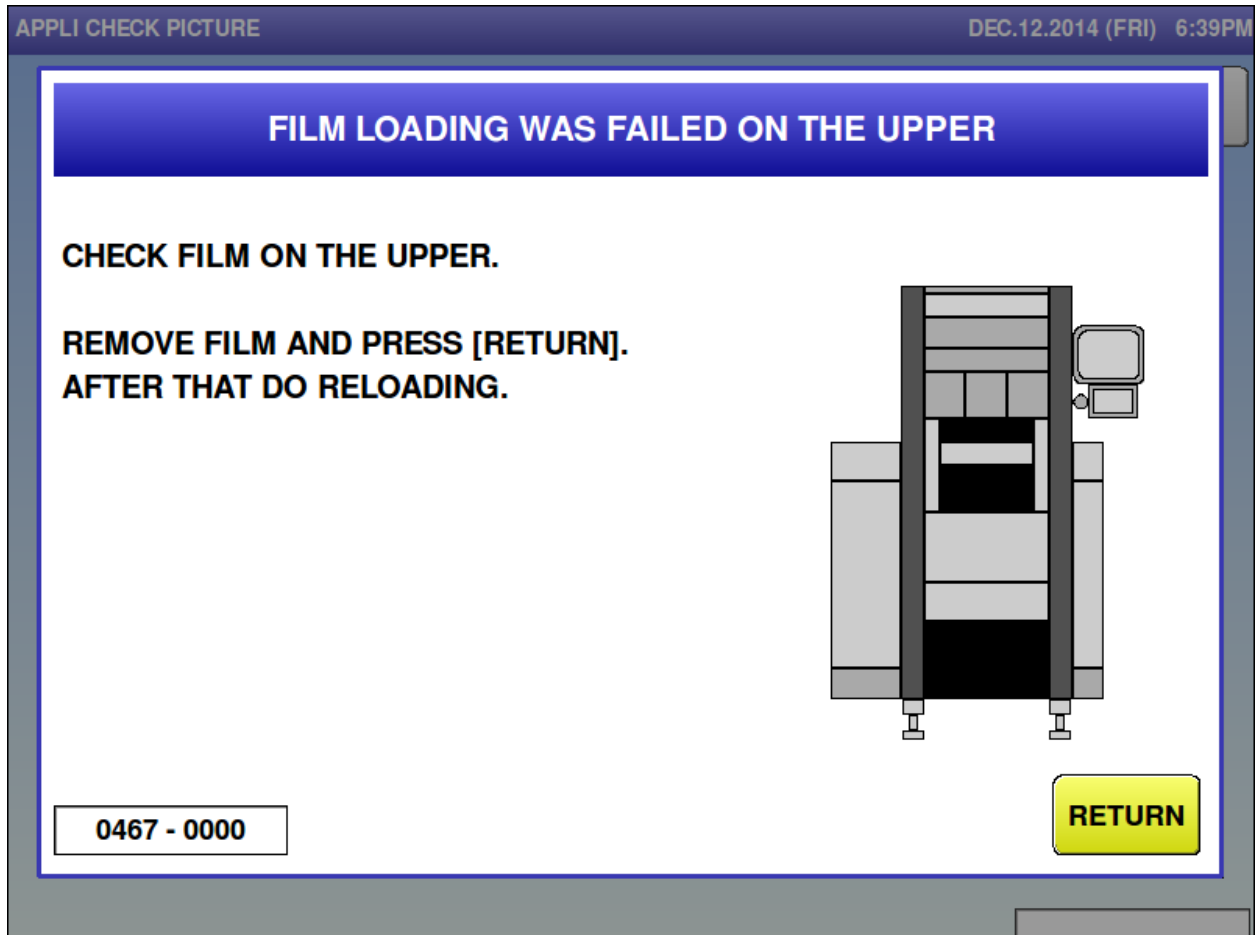 APPLI CHECK PICTURE DEC.12.2014 (FRI) 6:39PM
FILM LOADING WAS FAILED ON THE UPPER
CHECK FILM ON THE UPPER.
REMOVE FILM AND PRESS [RETURN].
AFTER THAT DO RELOADING.
0467 - 0000
RETURN